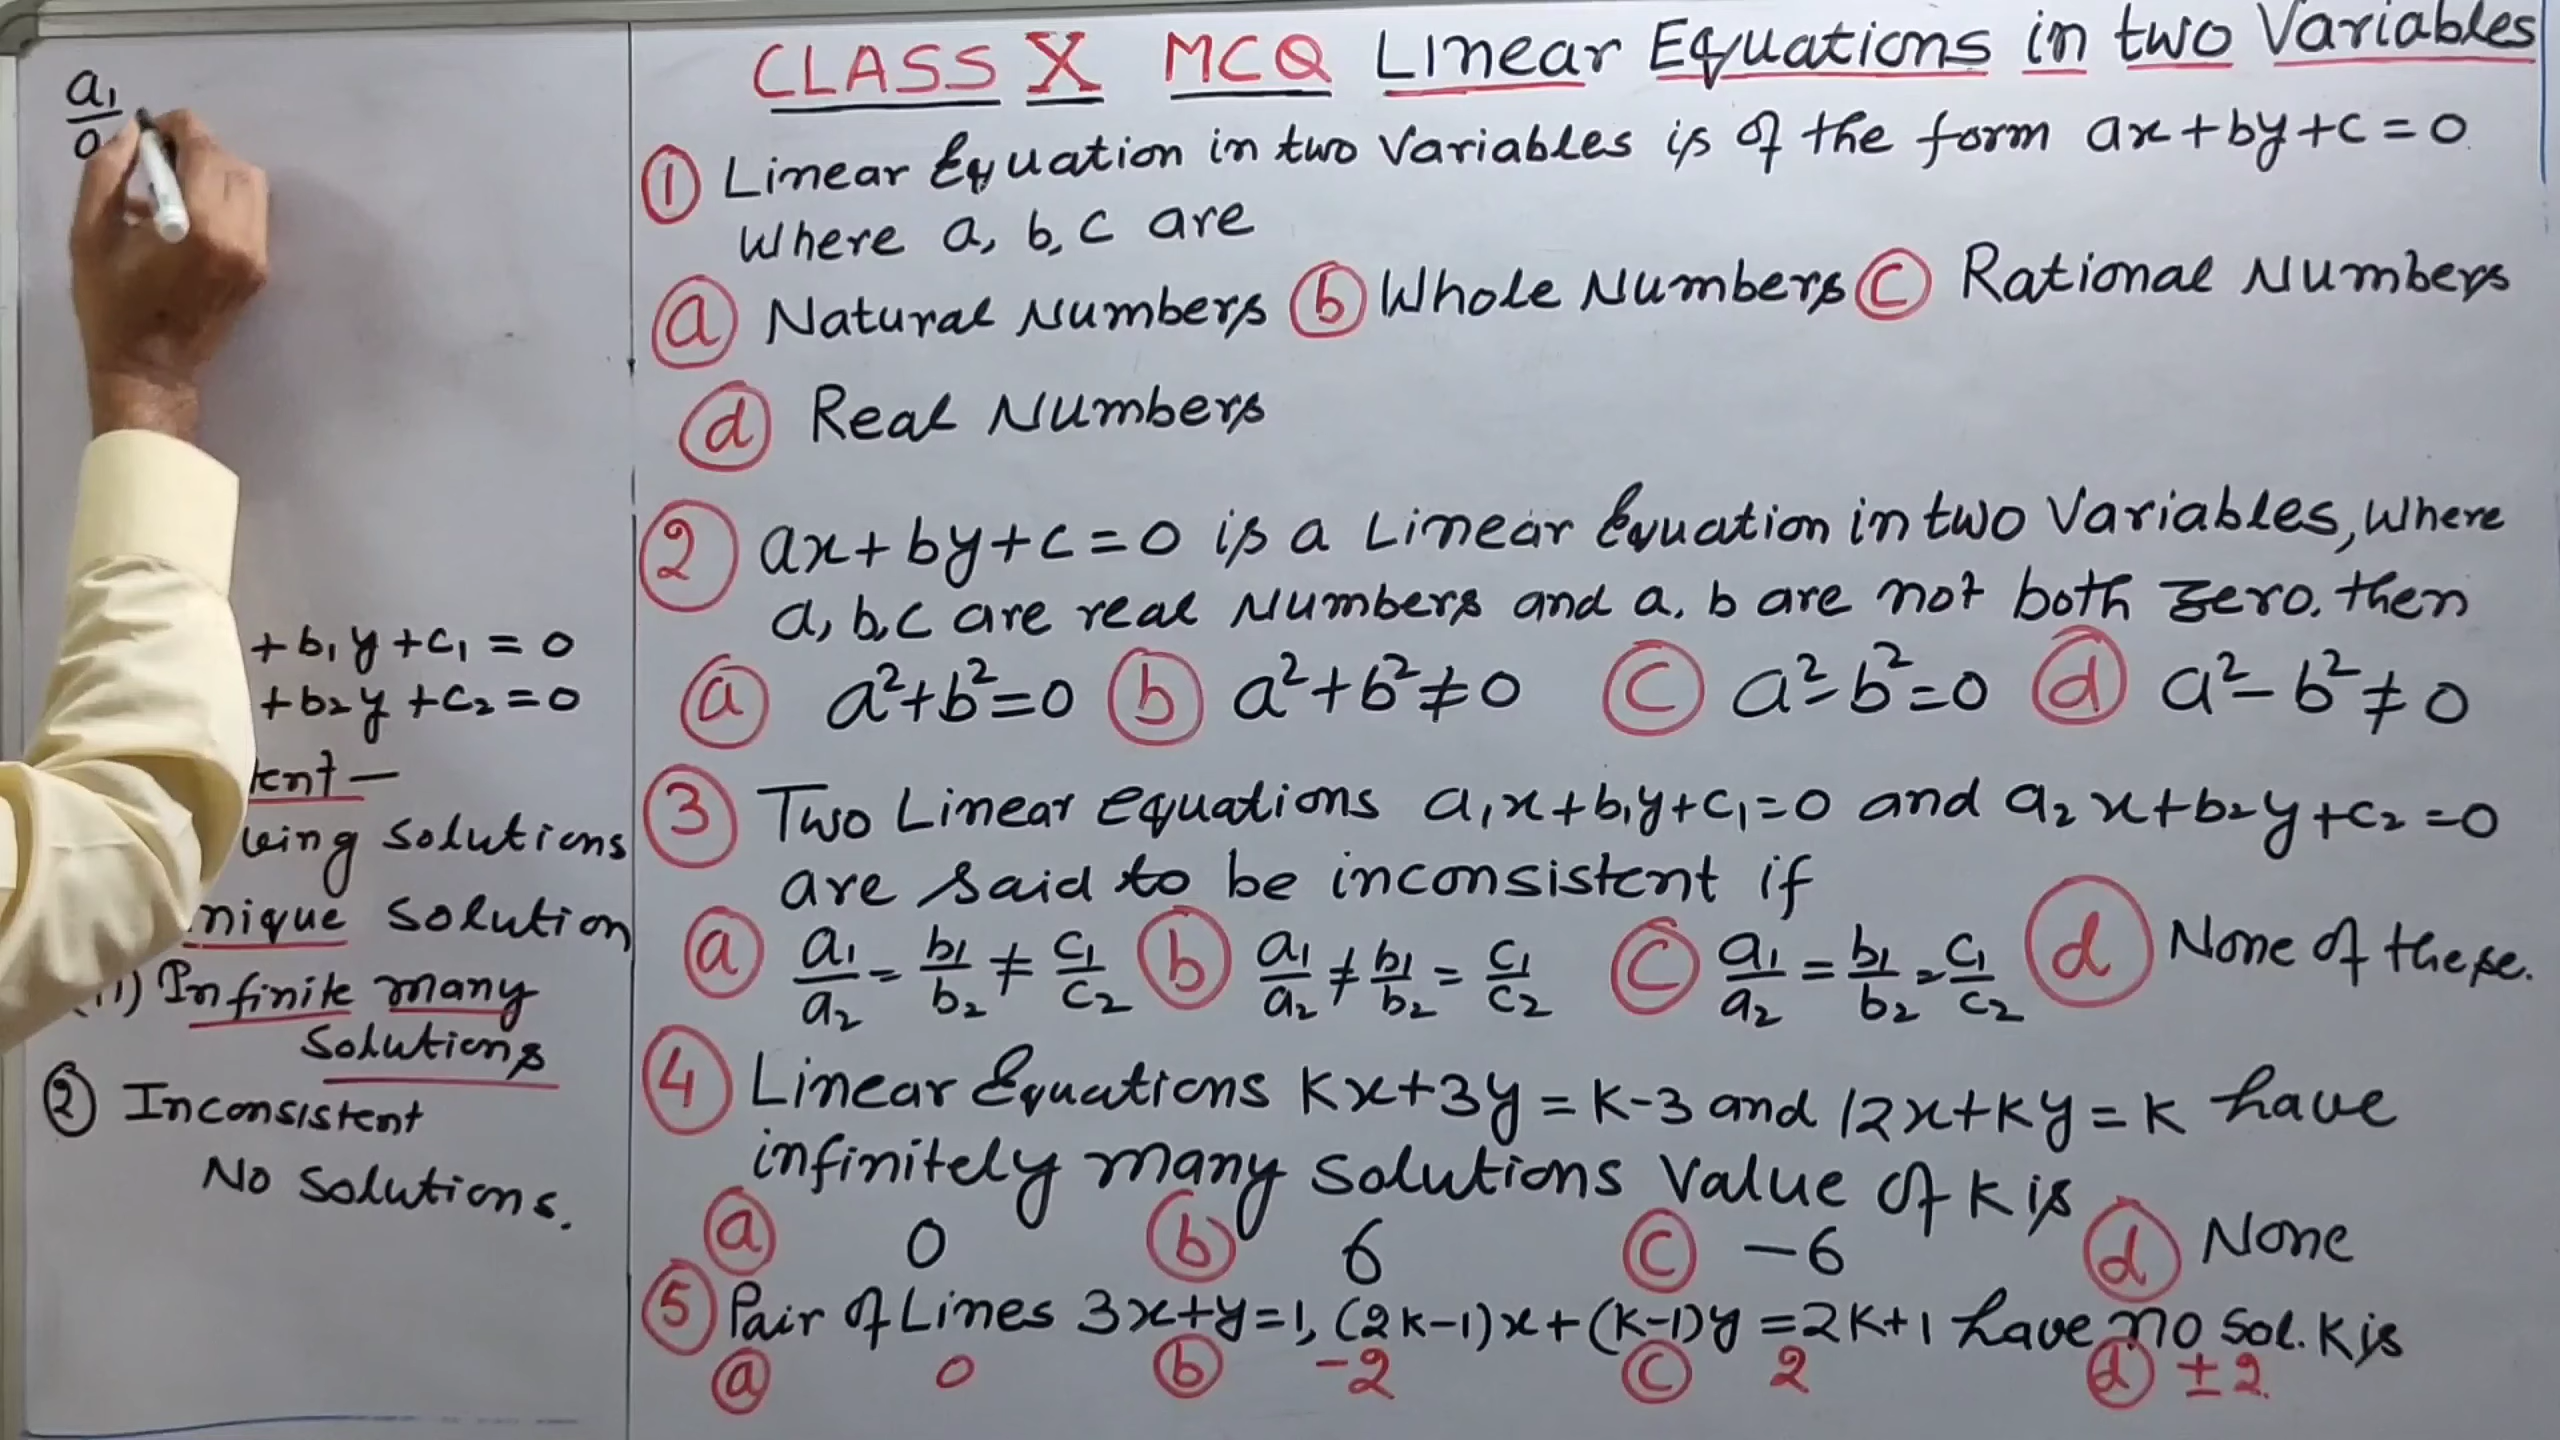 CLASS X MCQ Linear Equations in two Variables
a₁
+ b₁y + c₁ = 0
+ b₂y + c₂ = 0
Solutions
Solution
Infinite many
Solutions
② Inconsistent
No Solutions.
① Linear Equation in two Variables is of the form ax+by+c=0
Where a, b, c are
ⓐ Natural Numbers ⓑ Whole Numbers ⓒ Rational Numbers
ⓓ Real Numbers
② ax+by+c=0 is a Linear Equation in two Variables, Where
a, b, c are real Numbers and a, b are not both zero. then
ⓐ a²+b²=0 ⓑ a²+b²≠0 ⓒ a²-b²=0 ⓓ a²-b²≠0
③ Two Linear equations a₁x+b₁y+c₁=0 and a₂x+b₂y+c₂=0
are said to be inconsistent if
ⓐ a₁/a₂ = b₁/b₂ ≠ c₁/c₂ ⓑ a₁/a₂ ≠ b₁/b₂ = c₁/c₂ ⓒ a₁/a₂ = b₁/b₂ = c₁/c₂ ⓓ None of these.
④ Linear Equations Kx+3y=K-3 and 12x+Ky=K have
infinitely many Solutions Value of K is
ⓐ 0 ⓑ 6 ⓒ -6 ⓓ None
⑤ Pair of Lines 3x+y=1, (2K-1)x+(K-1)y=2K+1 have no Sol. K is
ⓐ 0 ⓑ -2 ⓒ 2 ⓓ ±2.